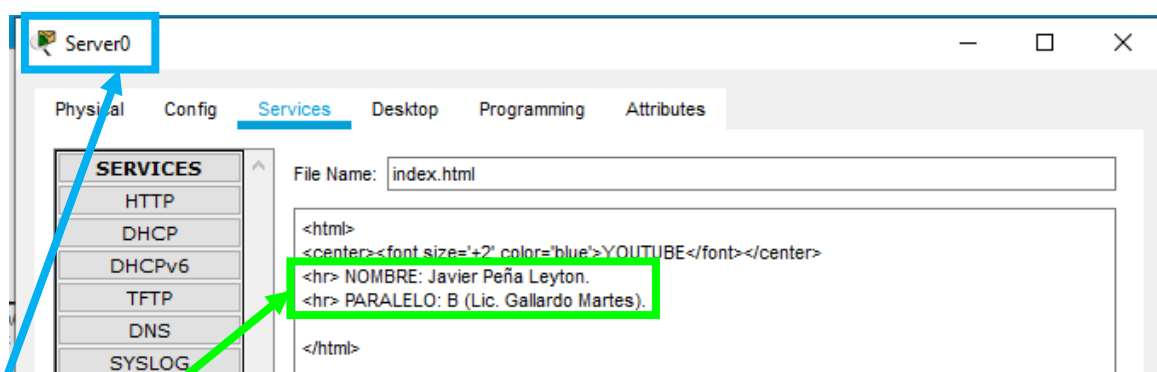 Server0
Physical Config Services Desktop Programming Attributes
SERVICES
HTTP
DHCP
DHCPv6
TFTP
DNS
SYSLOG
File Name: index.html
<html>
<center><font size='+2' color='blue'>YOUTUBE</font></center>
<hr> NOMBRE: Javier Peña Leyton.
<hr> PARALELO: B (Lic. Gallardo Martes).
</html>